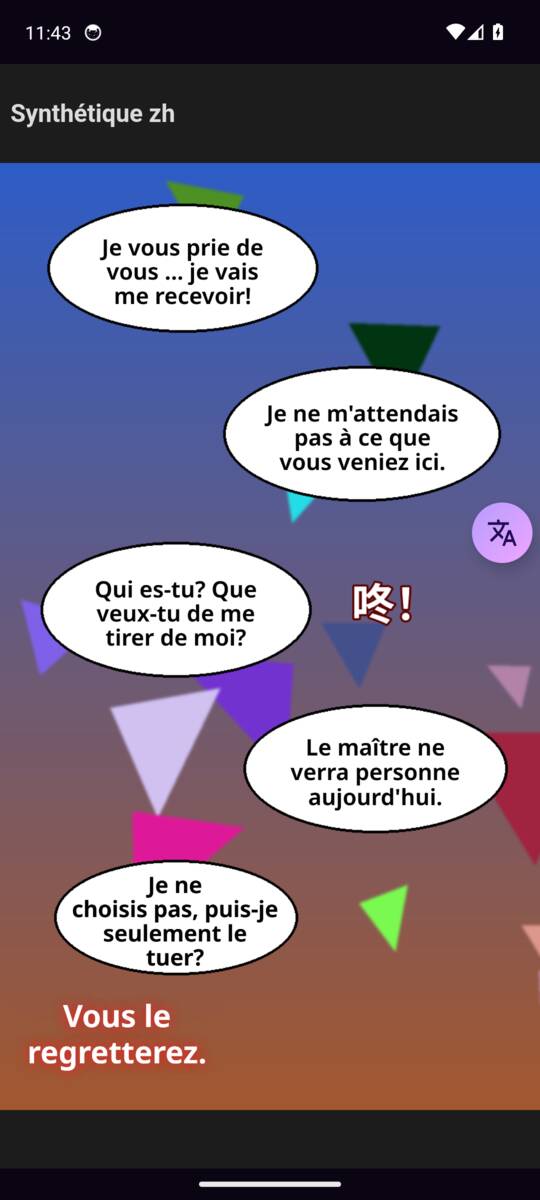 11:43
Synthétique zh
Je vous prie de
vous ... je vais
me recevoir!
Je ne m'attendais
pas à ce que
vous veniez ici.
Qui es-tu? Que
veux-tu de me
tirer de moi?
咚!
Le maître ne
verra personne
aujourd'hui.
Je ne
choisis pas, puis-je
seulement le
tuer?
Vous le
regretterez.